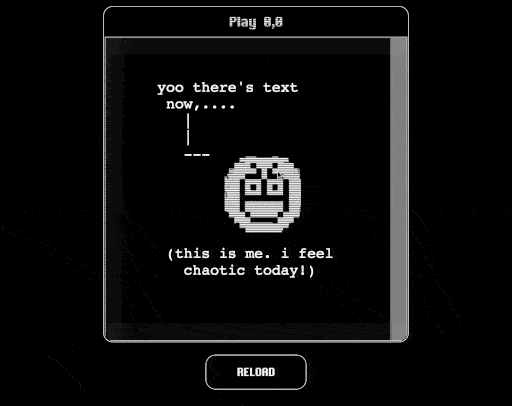 Play 0,0
yoo there's text
now,....
(this is me. i feel
chaotic today!)
RELOAD